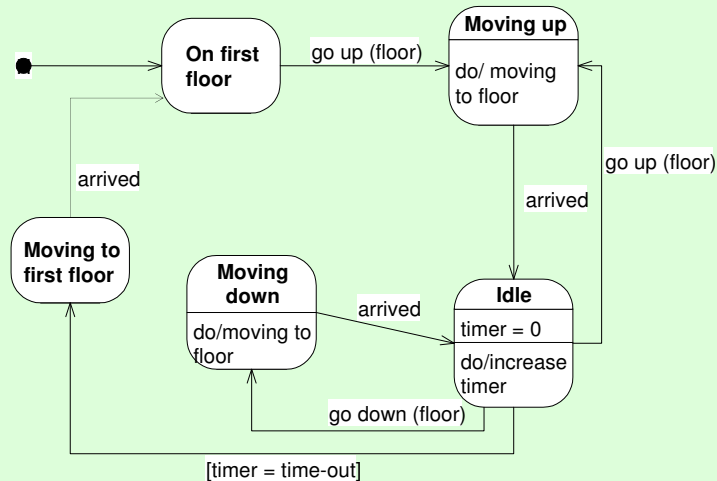 On first
floor
go up (floor)
Moving up
do/ moving
to floor
arrived
go up (floor)
arrived
Moving to
first floor
Moving
down
do/moving to
floor
arrived
Idle
timer = 0
do/increase
timer
go down (floor)
[timer = time-out]